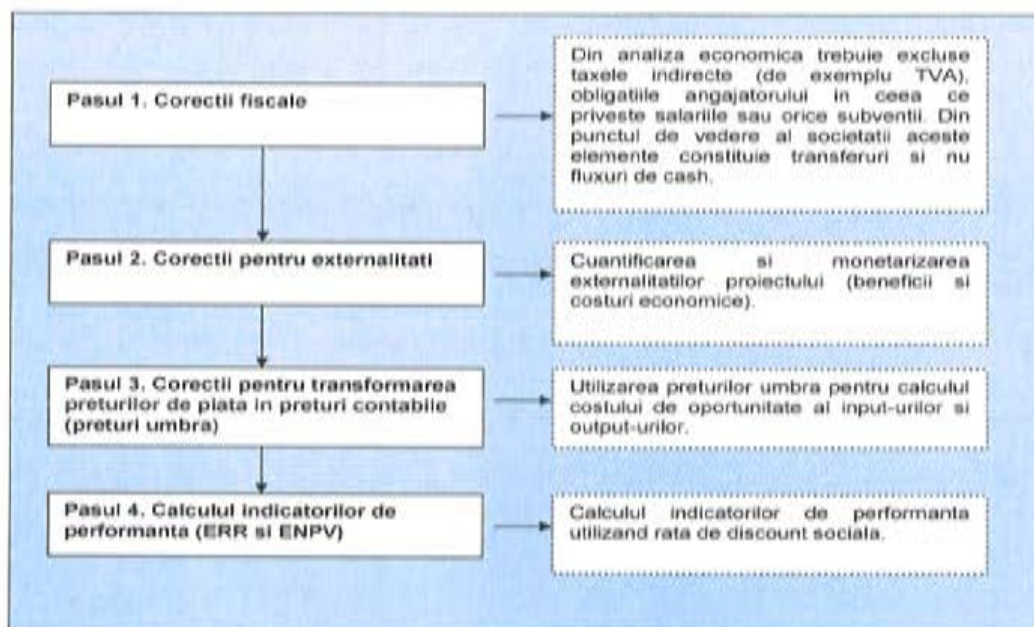 Pasul 1. Corectii fiscale
Din analiza economica trebuie excluse
taxele indirecte (de exemplu TVA),
obligatiile angajatorului in ceea ce
priveste salariile sau orice subventii. Din
punctul de vedere al societatii aceste
elemente constituie transferuri si nu
fluxuri de cash.
Pasul 2. Corectii pentru externalitati
Cuantificarea si monetarizarea
externalitatilor proiectului (beneficii si
costuri economice).
Pasul 3. Corectii pentru transformarea
preturilor de piata in preturi contabile
(preturi umbra)
Utilizarea preturilor umbra pentru calculul
costului de oportunitate al input-urilor si
output-urilor.
Pasul 4. Calculul indicatorilor de
performanta (ERR si ENPV)
Calculul indicatorilor de performanta
utilizand rata de discount sociala.